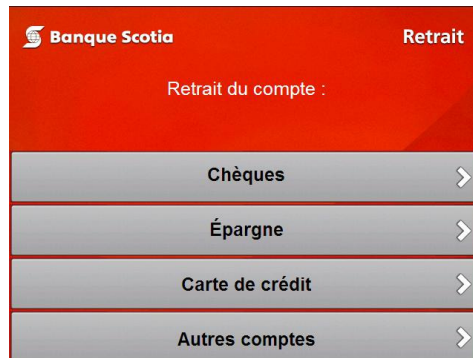 Banque Scotia
Retrait
Retrait du compte :
Chèques
Épargne
Carte de crédit
Autres comptes